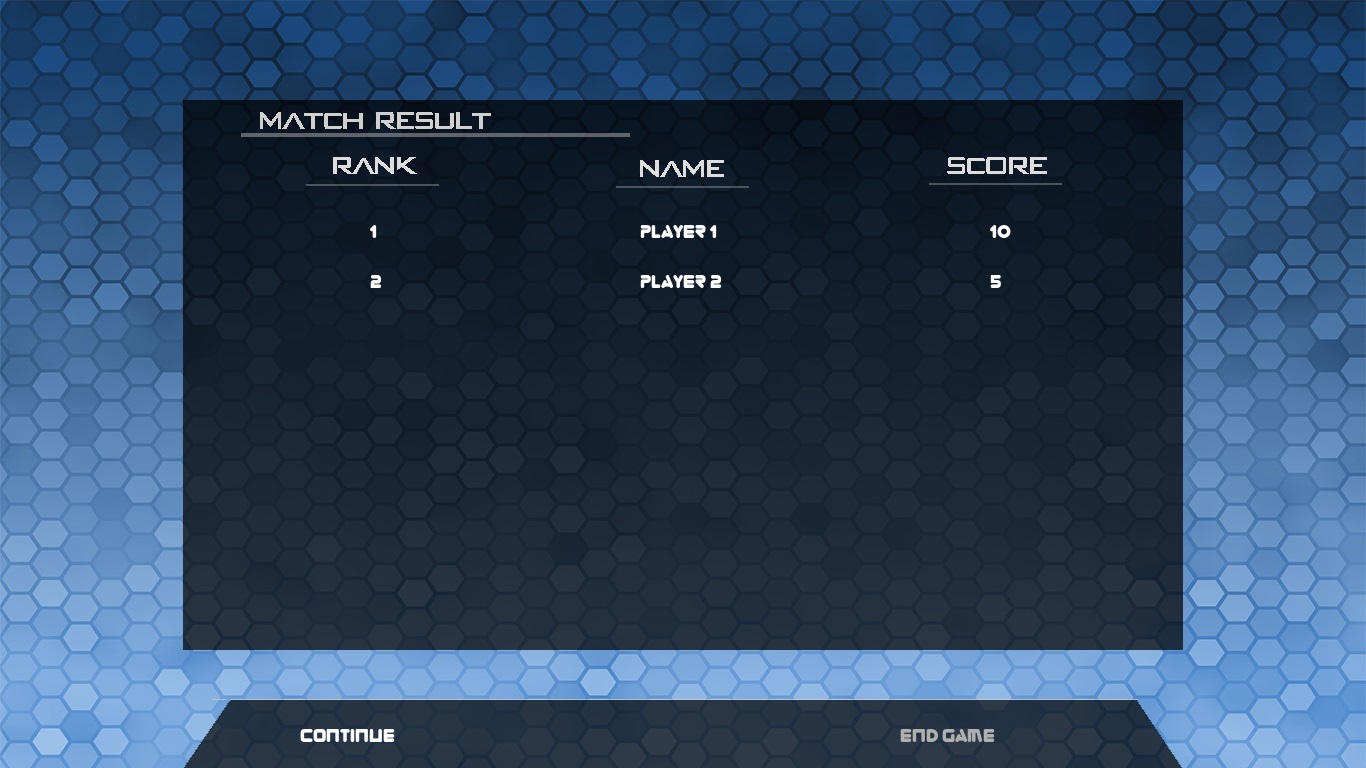 MATCH RESULT
RANK NAME SCORE
1 PLAYER 1 10
2 PLAYER 2 5
CONTINUE END GAME